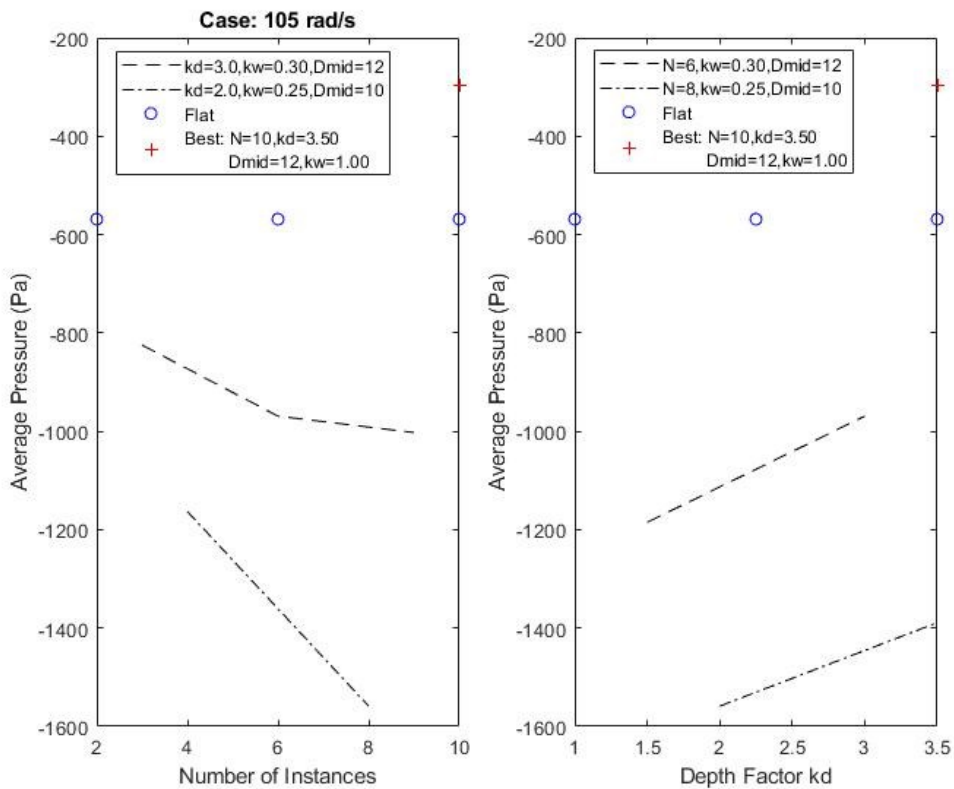 Case: 105 rad/s
-200
-400
-600
-800
-1000
-1200
-1400
-1600
Average Pressure (Pa)
kd=3.0,kw=0.30,Dmid=12
kd=2.0,kw=0.25,Dmid=10
Flat
Best: N=10,kd=3.50
Dmid=12,kw=1.00
2 4 6 8 10
Number of Instances
-200
-400
-600
-800
-1000
-1200
-1400
-1600
Average Pressure (Pa)
N=6,kw=0.30,Dmid=12
N=8,kw=0.25,Dmid=10
Flat
Best: N=10,kd=3.50
Dmid=12,kw=1.00
1 1.5 2 2.5 3 3.5
Depth Factor kd